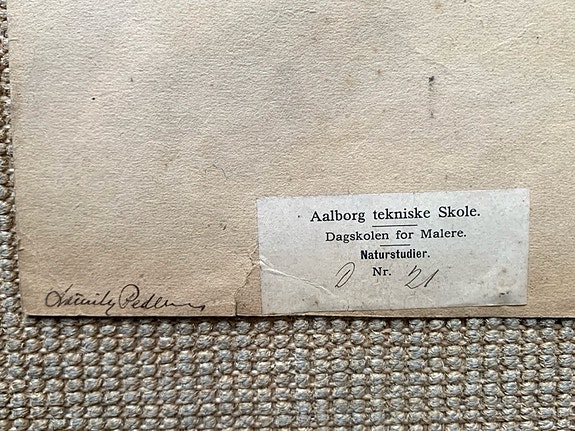 Aalborg tekniske Skole.
Dagskolen for Malere.
Naturstudier.
D Nr. 21